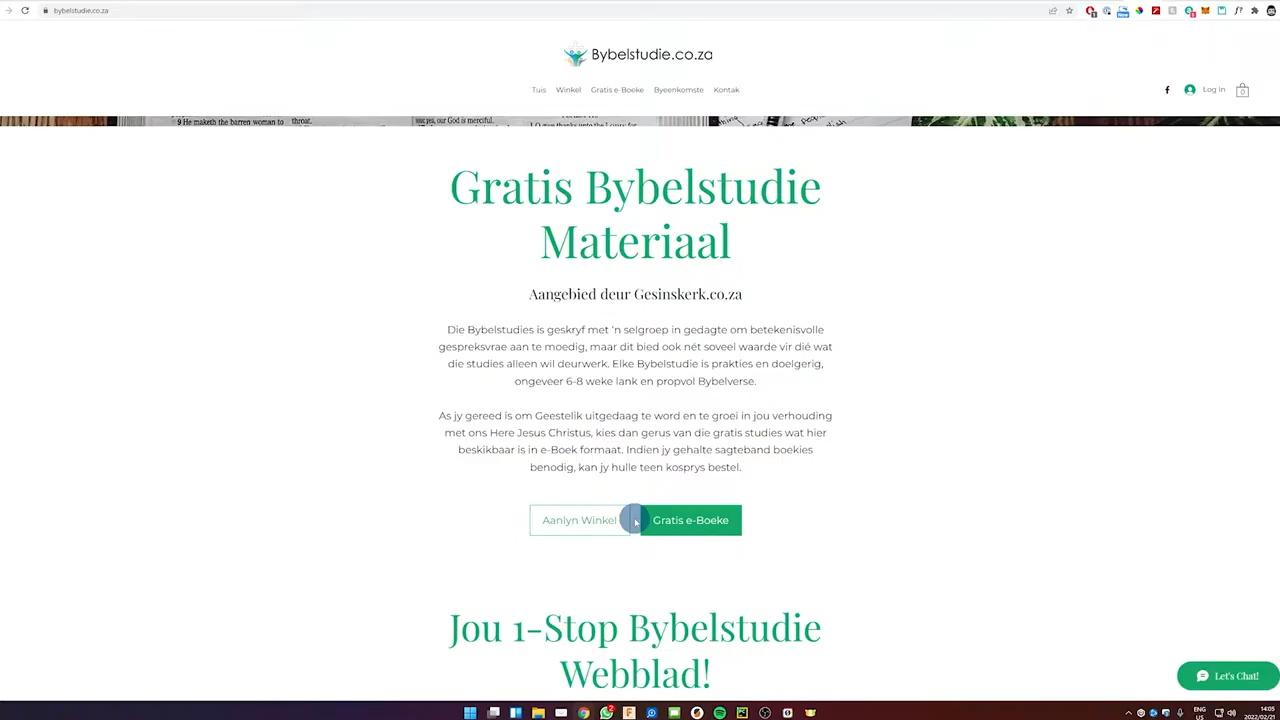 bybelstudie.co.za
Bybelstudie.co.za
Tuis Winkel Gratis e-Boeke Byeenkomste Kontak
Log In
0
9 He maketh the barren woman to
throat.
our God is merciful.
Gratis Bybelstudie
Materiaal
Aangebied deur Gesinskerk.co.za
Die Bybelstudies is geskryf met 'n selgroep in gedagte om betekenisvolle
gespreksvrae aan te moedig, maar dit bied ook nét soveel waarde vir dié wat
die studies alleen wil deurwerk. Elke Bybelstudie is prakties en doelgerig,
ongeveer 6-8 weke lank en propvol Bybelverse.
As jy gereed is om Geestelik uitgedaag te word en te groei in jou verhouding
met ons Here Jesus Christus, kies dan gerus van die gratis studies wat hier
beskikbaar is in e-Boek formaat. Indien jy gehalte sagteband boekies
benodig, kan jy hulle teen kosprys bestel.
Aanlyn Winkel
Gratis e-Boeke
Jou 1-Stop Bybelstudie
Webblad!
Let's Chat!
ENG
US
14:05
2022/02/